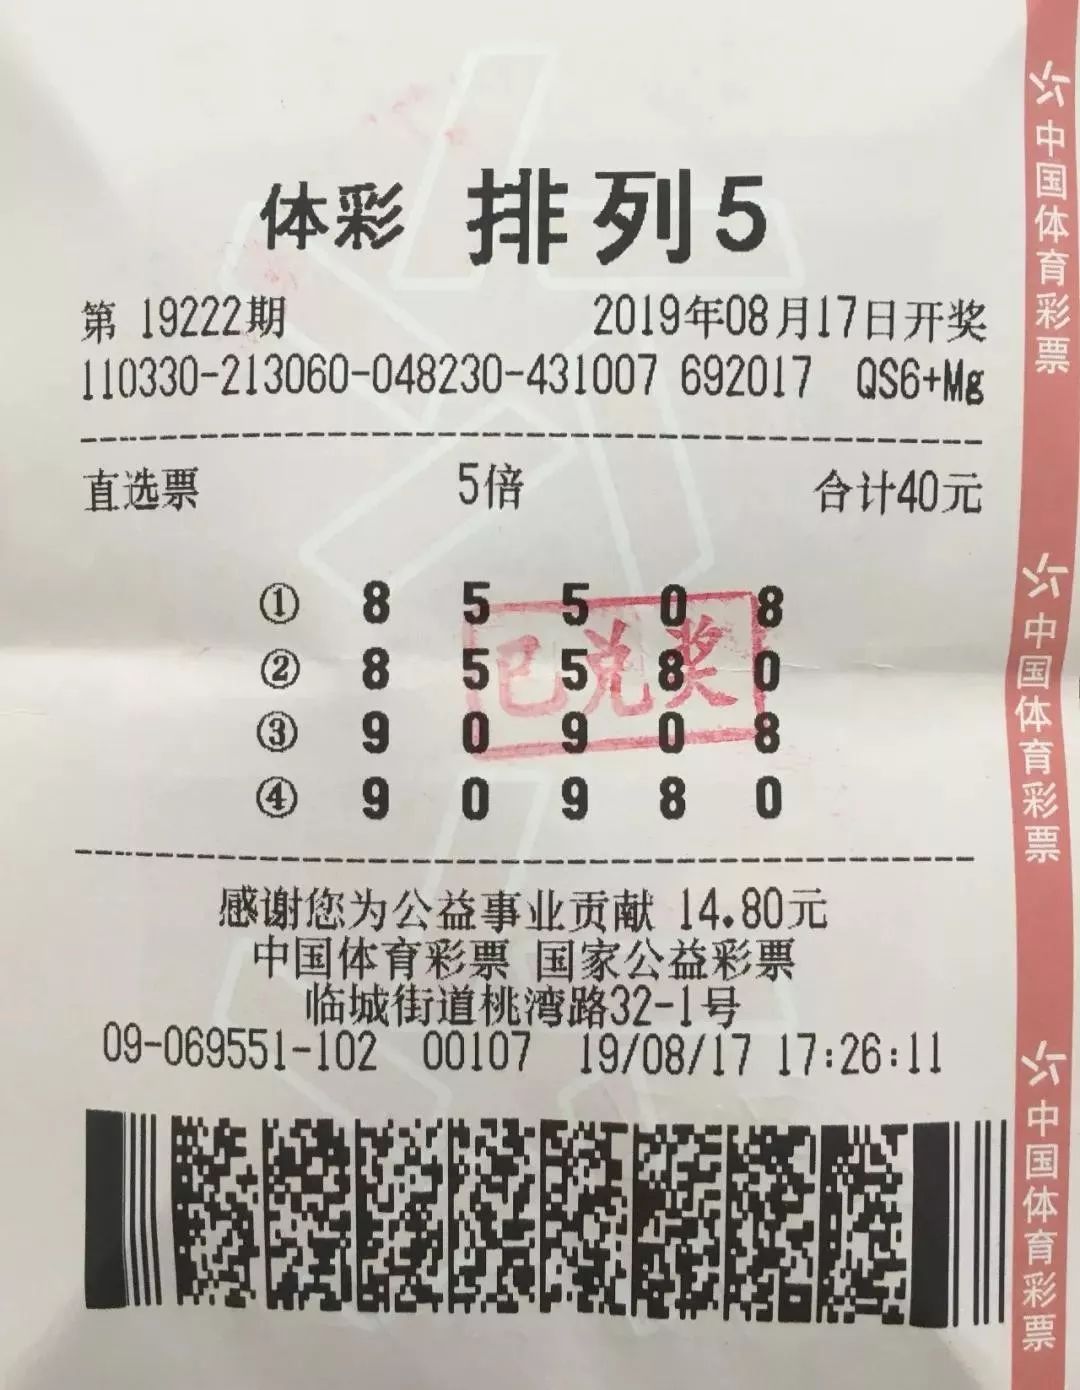 体彩 排列5
第 19222期 2019年08月17日开奖
110330-213060-048230-431007 692017 QS6+Mg
直选票 5倍 合计40元
① 8 5 5 0 8
② 8 5 5 8 0
③ 9 0 9 0 8
④ 9 0 9 8 0
已兑奖
感谢您为公益事业贡献 14.80元
中国体育彩票 国家公益彩票
临城街道桃湾路32-1号
09-069551-102 00107 19/08/17 17:26:11
中国体育彩票
中国体育彩票
中国体育彩票